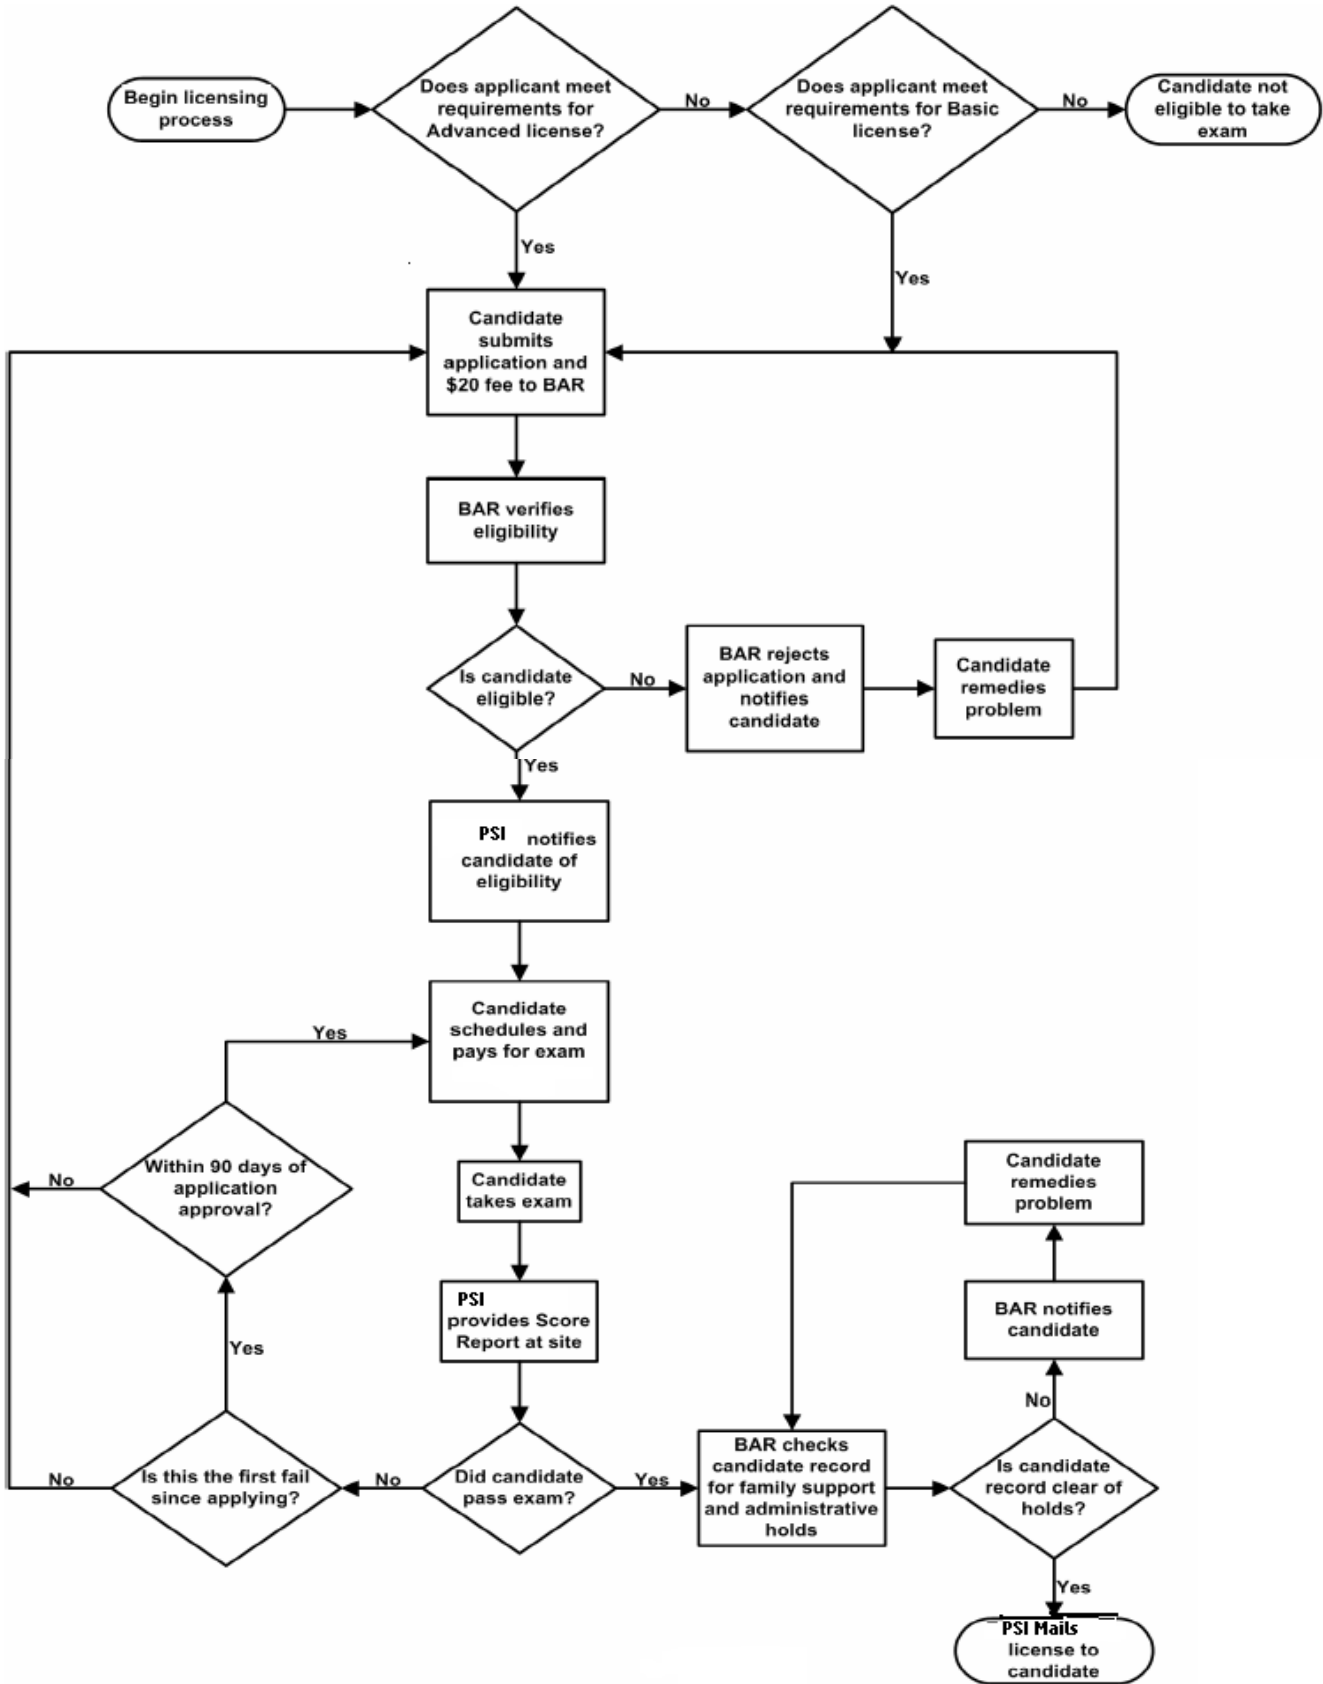 Begin licensing
process
Does applicant meet
requirements for
Advanced license?
No
Does applicant meet
requirements for Basic
license?
No
Candidate not
eligible to take
exam
Yes
Yes
Candidate
submits
application and
$20 fee to BAR
BAR verifies
eligibility
Is candidate
eligible?
No
BAR rejects
application and
notifies
candidate
Candidate
remedies
problem
Yes
PSI notifies
candidate of
eligibility
Candidate
schedules and
pays for exam
Yes
Within 90 days of
application
approval?
No
Candidate
takes exam
Candidate
remedies
problem
PSI
provides Score
Report at site
BAR notifies
candidate
Yes
No
Is this the first fail
since applying?
No
No
Did candidate
pass exam?
Yes
BAR checks
candidate record
for family support
and administrative
holds
Is candidate
record clear of
holds?
Yes
PSI Mails
license to
candidate